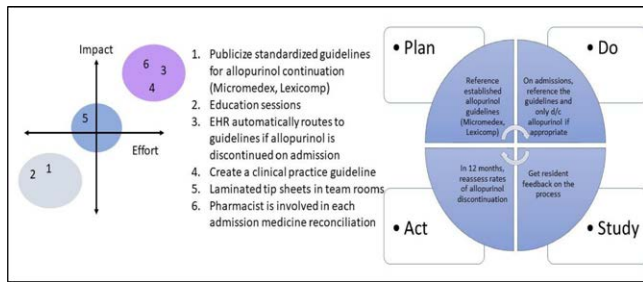 Impact
6
3
4
5
Effort
2 1
1. Publicize standardized guidelines
for allopurinol continuation
(Micromedex, Lexicomp)
2. Education sessions
3. EHR automatically routes to
guidelines if allopurinol is
discontinued on admission
4. Create a clinical practice guideline
5. Laminated tip sheets in team rooms
6. Pharmacist is involved in each
admission medicine reconciliation
• Plan
• Do
Reference
established
allopurinol
guidelines
(Micromedex,
Lexicomp)
On admissions,
reference the
guidelines and
only d/c
allopurinol if
appropriate
In 12 months,
reassess rates
of allopurinol
discontinuation
Get resident
feedback on the
process
• Act
• Study